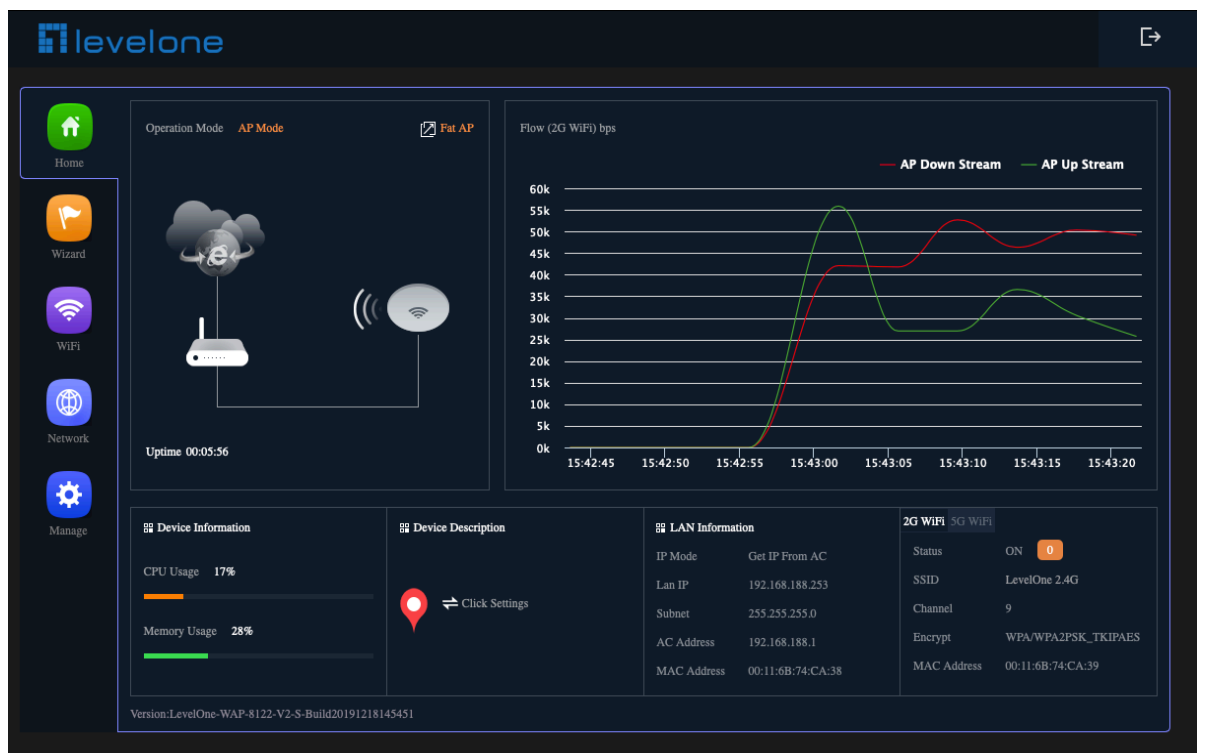 levelone
Home
Wizard
WiFi
Network
Manage
Operation Mode AP Mode Fat AP
Uptime 00:05:56
Flow (2G WiFi) bps
AP Down Stream AP Up Stream
60k
55k
50k
45k
40k
35k
30k
25k
20k
15k
10k
5k
0k
15:42:45 15:42:50 15:42:55 15:43:00 15:43:05 15:43:10 15:43:15 15:43:20
Device Information
CPU Usage 17%
Memory Usage 28%
Device Description
Click Settings
LAN Information
IP Mode Get IP From AC
Lan IP 192.168.188.253
Subnet 255.255.255.0
AC Address 192.168.188.1
MAC Address 00:11:6B:74:CA:38
2G WiFi 5G WiFi
Status ON 0
SSID LevelOne 2.4G
Channel 9
Encrypt WPA/WPA2PSK_TKIPAES
MAC Address 00:11:6B:74:CA:39
Version:LevelOne-WAP-8122-V2-S-Build20191218145451